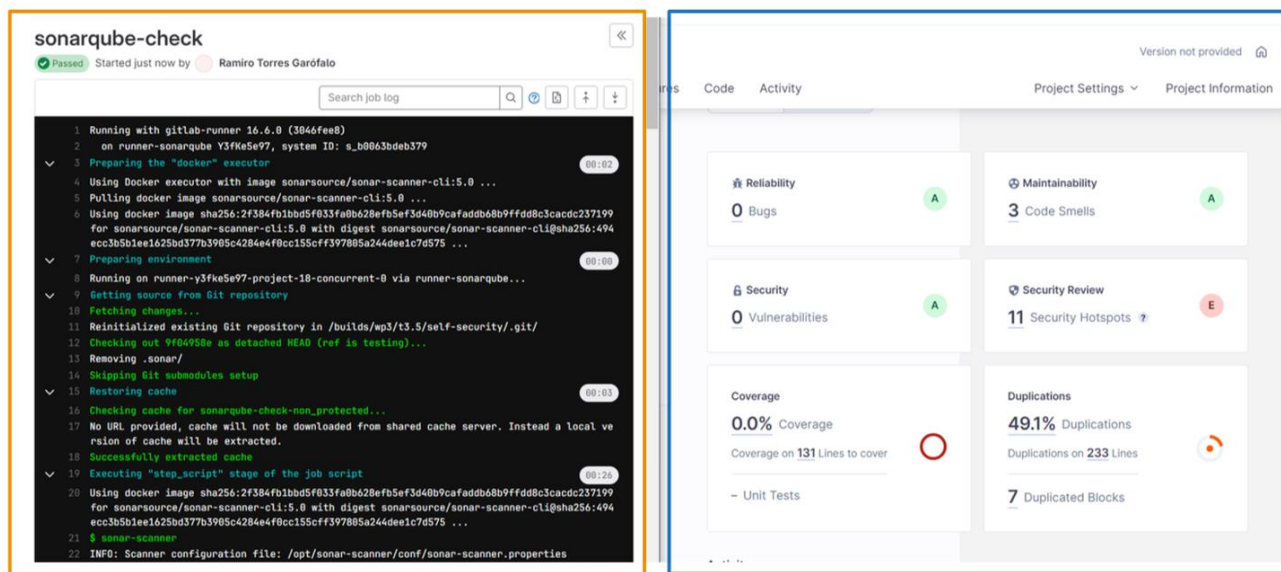 sonarqube-check
Passed Started just now by Ramiro Torres Garófalo
Search job log
1 Running with gitlab-runner 16.6.0 (3046fee8)
2 on runner-sonarqube Y3fKe5e97, system ID: s_b0063bdeb379
3 Preparing the "docker" executor 00:02
4 Using Docker executor with image sonarsource/sonar-scanner-cli:5.0 ...
5 Pulling docker image sonarsource/sonar-scanner-cli:5.0 ...
6 Using docker image sha256:2f384fb1bbd5f033fa0b628efb5ef3d40b9cafaddb68b9ffdd8c3cacdc237199
for sonarsource/sonar-scanner-cli:5.0 with digest sonarsource/sonar-scanner-cli@sha256:494
ecc3b5b1ee1625bd377b3905c4284e4f0cc155cff397805a244dee1c7d575 ...
7 Preparing environment 00:00
8 Running on runner-y3fke5e97-project-18-concurrent-0 via runner-sonarqube...
9 Getting source from Git repository
10 Fetching changes...
11 Reinitialized existing Git repository in /builds/wp3/t3.5/self-security/.git/
12 Checking out 9f04950e as detached HEAD (ref is testing)...
13 Removing .sonar/
14 Skipping Git submodules setup
15 Restoring cache 00:03
16 Checking cache for sonarqube-check-non_protected...
17 No URL provided, cache will not be downloaded from shared cache server. Instead a local ve
rsion of cache will be extracted.
18 Successfully extracted cache
19 Executing "step_script" stage of the job script 00:26
20 Using docker image sha256:2f384fb1bbd5f033fa0b628efb5ef3d40b9cafaddb68b9ffdd8c3cacdc237199
for sonarsource/sonar-scanner-cli:5.0 with digest sonarsource/sonar-scanner-cli@sha256:494
ecc3b5b1ee1625bd377b3905c4284e4f0cc155cff397805a244dee1c7d575 ...
21 $ sonar-scanner
22 INFO: Scanner configuration file: /opt/sonar-scanner/conf/sonar-scanner.properties
Version not provided
res Code Activity Project Settings Project Information
Reliability
0 Bugs A
Maintainability
3 Code Smells A
Security
0 Vulnerabilities A
Security Review
11 Security Hotspots ? E
Coverage
0.0% Coverage
Coverage on 131 Lines to cover
– Unit Tests
Duplications
49.1% Duplications
Duplications on 233 Lines
7 Duplicated Blocks